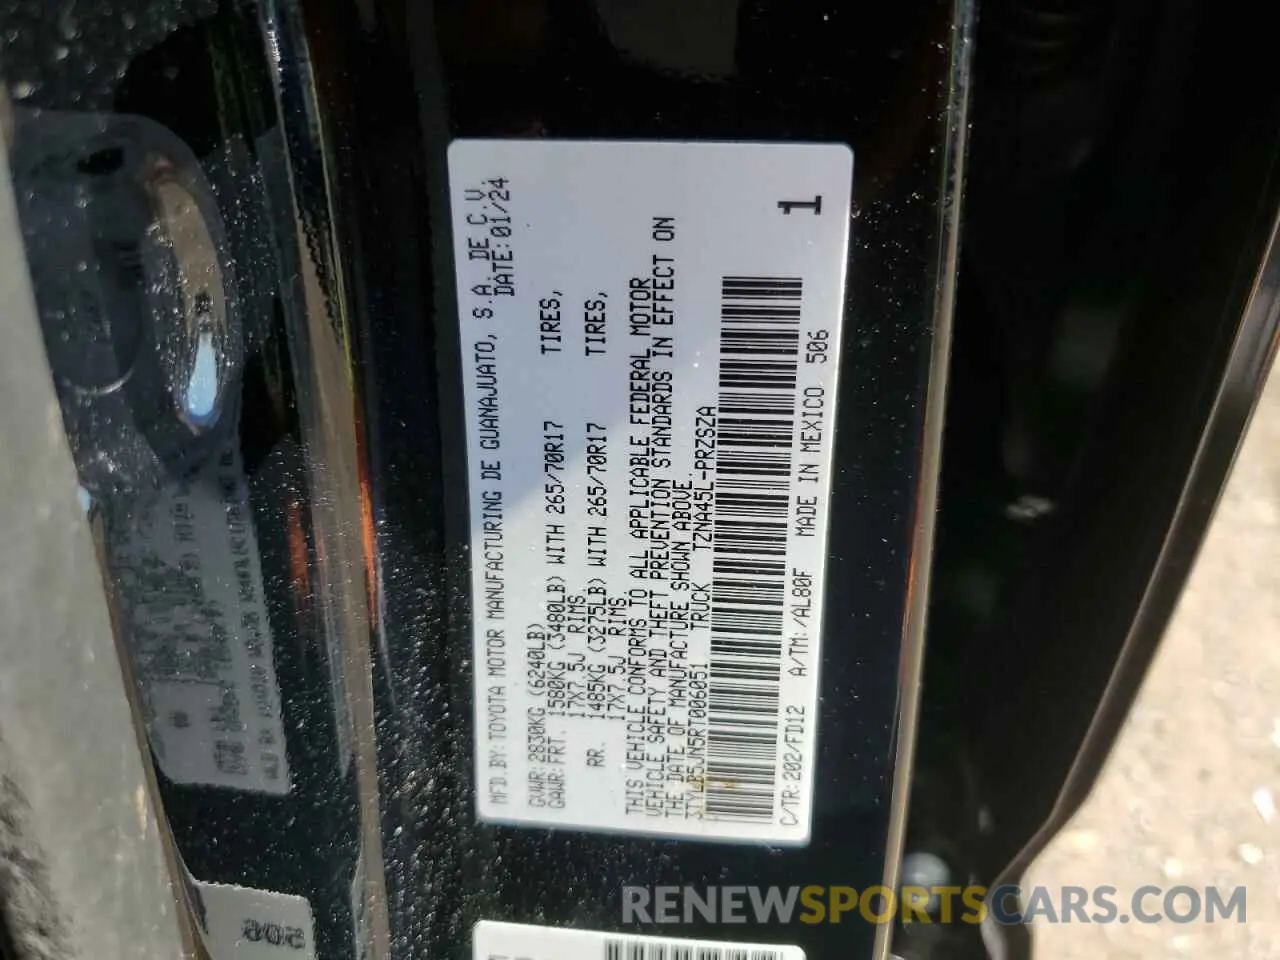 MFD.BY:TOYOTA MOTOR MANUFACTURING DE GUANAJUATO, S.A. DE C.V.
DATE:01/24
GVWR:2830KG (6240LB)
GAWR:FRT. 1580KG (3480LB) WITH 265/70R17 TIRES,
17X7.5J RIMS.
RR. 1485KG (3275LB) WITH 265/70R17 TIRES,
17X7.5J RIMS.
THIS VEHICLE CONFORMS TO ALL APPLICABLE FEDERAL MOTOR
VEHICLE SAFETY AND THEFT PREVENTION STANDARDS IN EFFECT ON
THE DATE OF MANUFACTURE SHOWN ABOVE.
3TYLB5JN5RT006051 TRUCK TZNA45L-PRZSZA
C/TR:202/FD12 A/TM:/AL80F MADE IN MEXICO 506
1
RENEWSPORTSCARS.COM